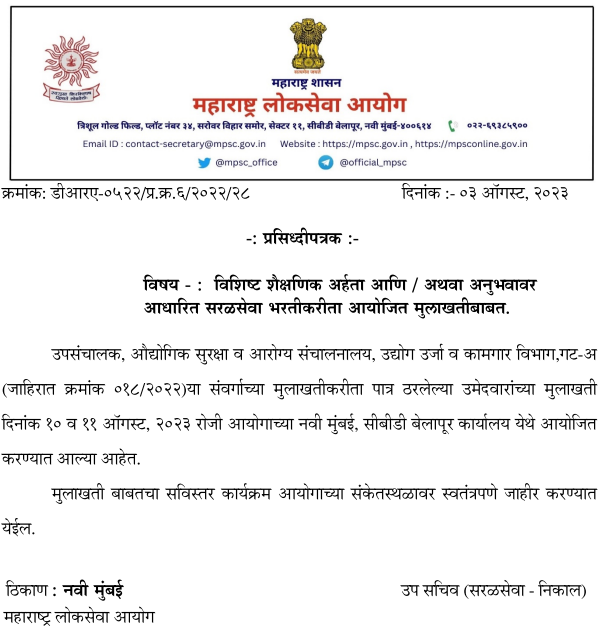 सत्यमेव जयते
महाराष्ट्र शासन
महाराष्ट्र लोकसेवा आयोग
त्रिशूल गोल्ड फिल्ड, प्लॉट नंबर ३४, सरोवर विहार समोर, सेक्टर ११, सीबीडी बेलापूर, नवी मुंबई-४००६१४ ०२२-६९३८५९००
Email ID : contact-secretary@mpsc.gov.in Website : https://mpsc.gov.in , https://mpsconline.gov.in
@mpsc_office @official_mpsc
क्रमांक: डीआरए-०५२२/प्र.क्र.६/२०२२/२८ दिनांक :- ०३ ऑगस्ट, २०२३
-: प्रसिध्दीपत्रक :-
विषय - : विशिष्ट शैक्षणिक अर्हता आणि / अथवा अनुभवावर
आधारित सरळसेवा भरतीकरीता आयोजित मुलाखतीबाबत.
उपसंचालक, औद्योगिक सुरक्षा व आरोग्य संचालनालय, उद्योग उर्जा व कामगार विभाग,गट-अ
(जाहिरात क्रमांक ०१८/२०२२)या संवर्गाच्या मुलाखतीकरीता पात्र ठरलेल्या उमेदवारांच्या मुलाखती
दिनांक १० व ११ ऑगस्ट, २०२३ रोजी आयोगाच्या नवी मुंबई, सीबीडी बेलापूर कार्यालय येथे आयोजित
करण्यात आल्या आहेत.
मुलाखती बाबतचा सविस्तर कार्यक्रम आयोगाच्या संकेतस्थळावर स्वतंत्रपणे जाहीर करण्यात
येईल.
ठिकाण : नवी मुंबई उप सचिव (सरळसेवा - निकाल)
महाराष्ट्र लोकसेवा आयोग